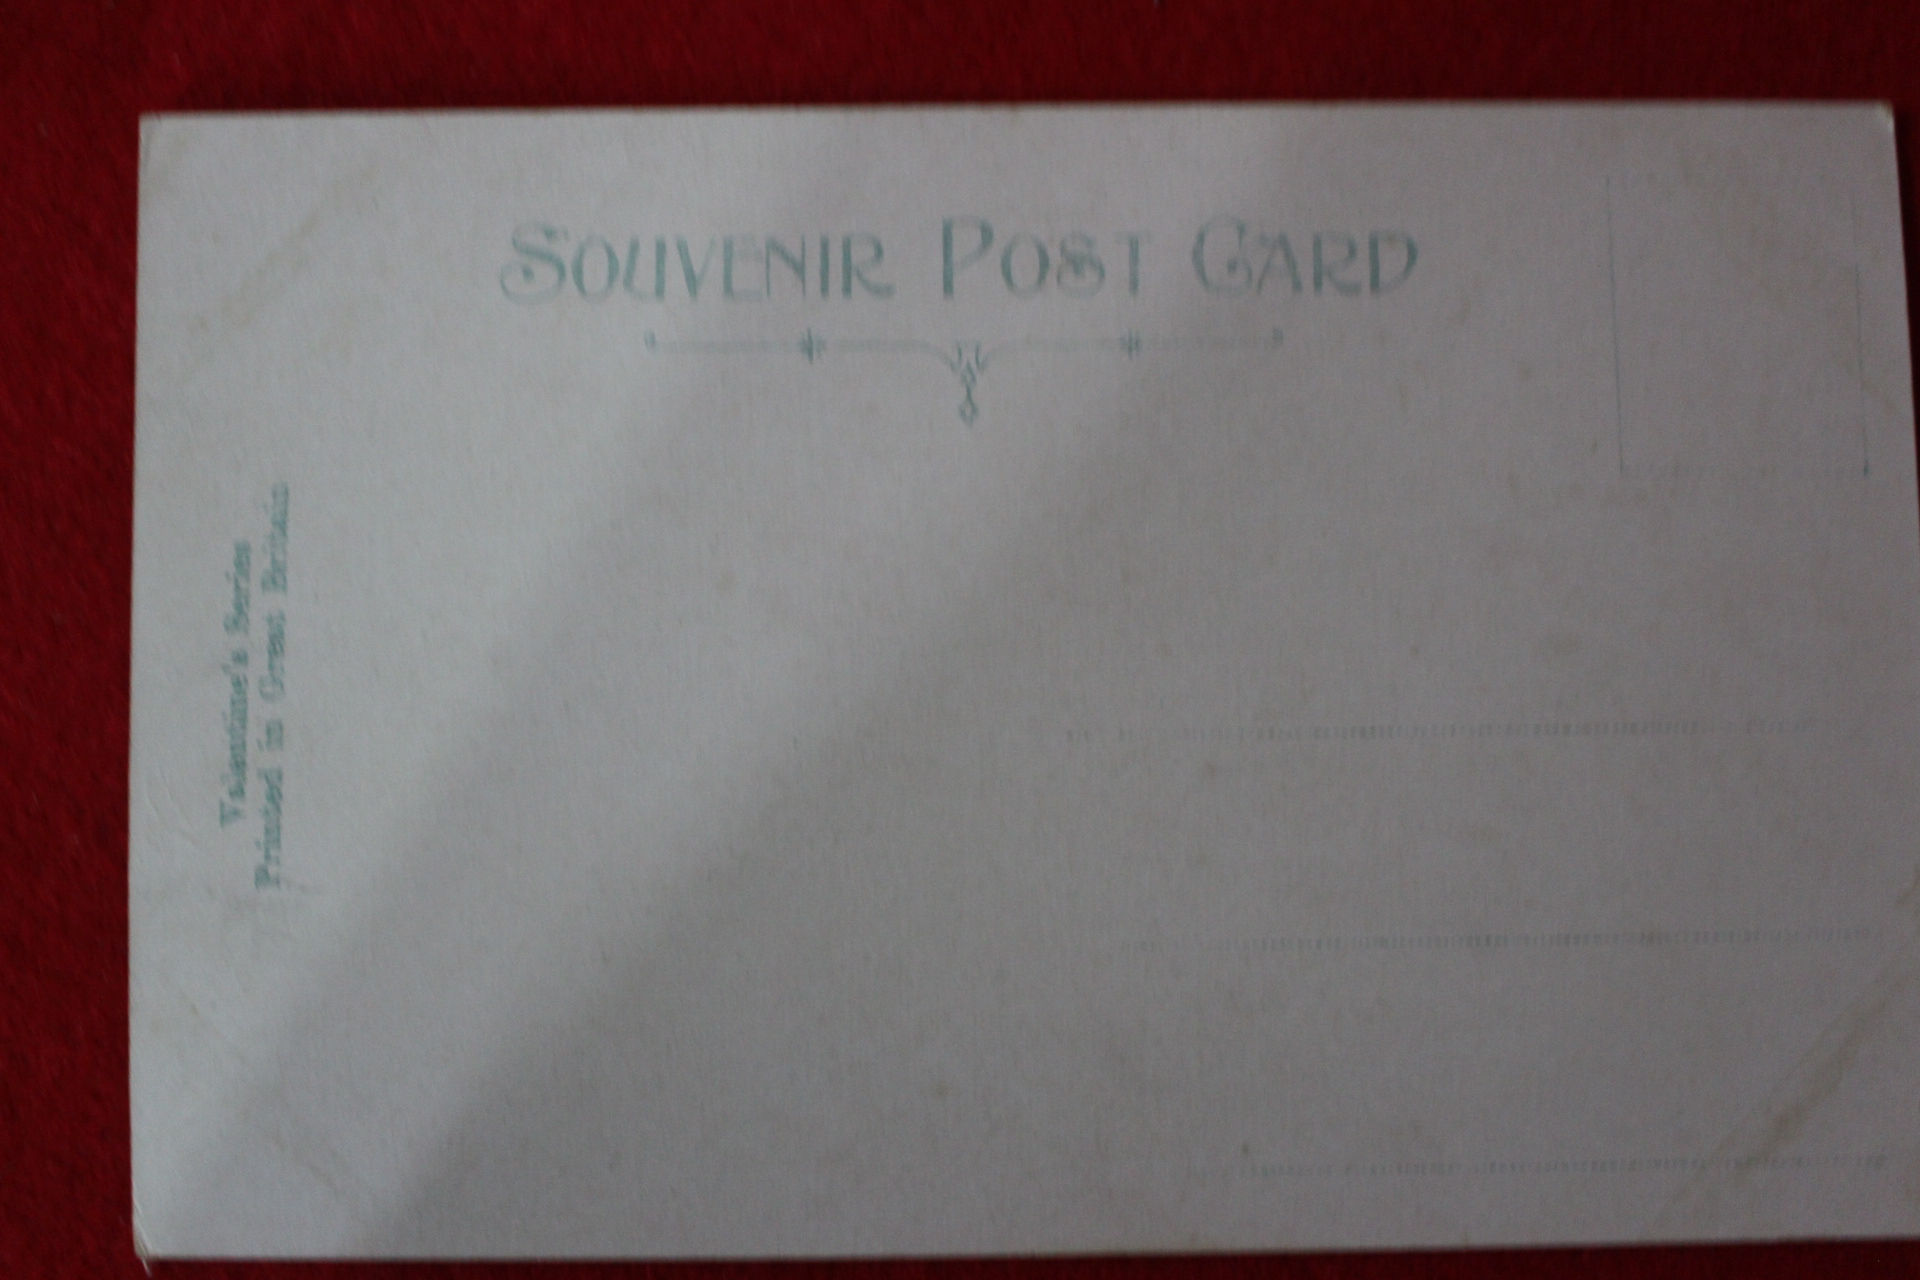 SOUVENIR POST CARD
Valentine's Series
Printed in Great Britain